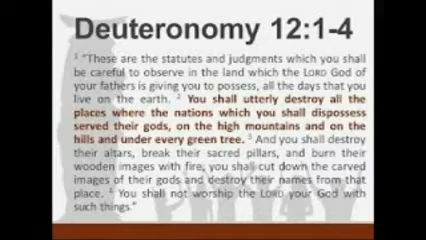 Deuteronomy 12:1-4
1 "These are the statutes and judgments which you shall
be careful to observe in the land which the LORD God of
your fathers is giving you to possess, all the days that you
live on the earth. 2 You shall utterly destroy all the
places where the nations which you shall dispossess
served their gods, on the high mountains and on the
hills and under every green tree. 3 And you shall destroy
their altars, break their sacred pillars, and burn their
wooden images with fire; you shall cut down the carved
images of their gods and destroy their names from that
place. 4 You shall not worship the LORD your God with
such things."